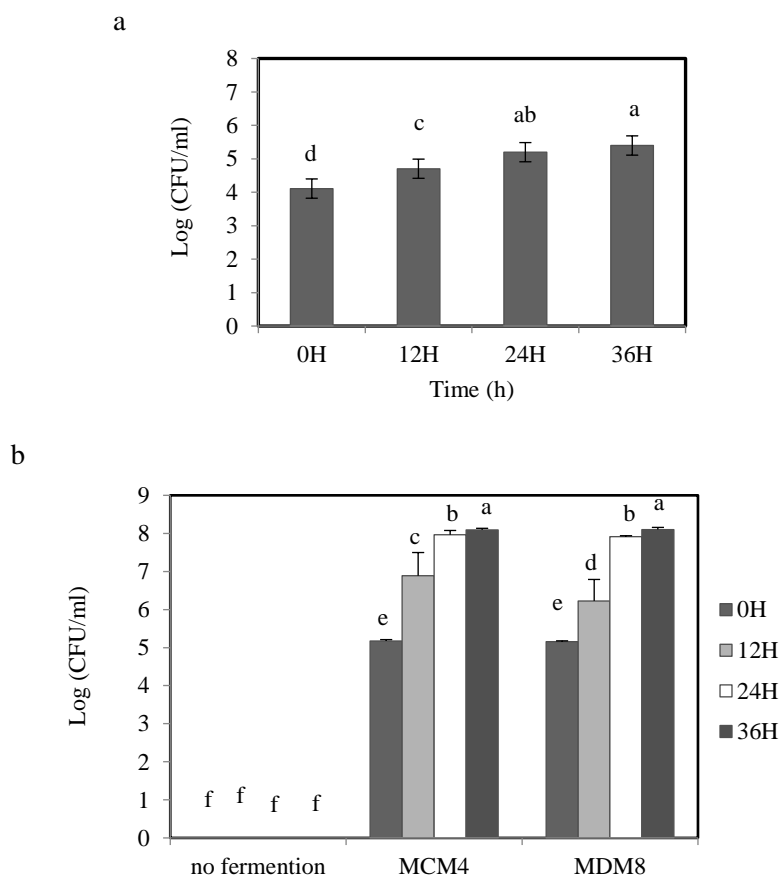 a
8
7
6
5
4
3
2
1
0
Log (CFU/ml)
d
c
ab
a
0H
12H
24H
36H
Time (h)
b
9
8
7
6
5
4
3
2
1
0
Log (CFU/ml)
f
f
f
f
e
c
b
a
e
d
b
a
no fermention
MCM4
MDM8
0H
12H
24H
36H